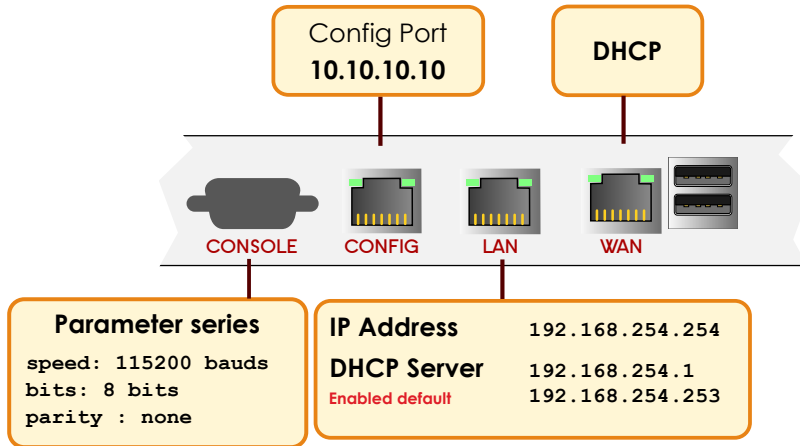 Config Port
10.10.10.10
DHCP
CONSOLE
CONFIG
LAN
WAN
Parameter series
speed: 115200 bauds
bits: 8 bits
parity : none
IP Address 192.168.254.254
DHCP Server 192.168.254.1
Enabled default 192.168.254.253